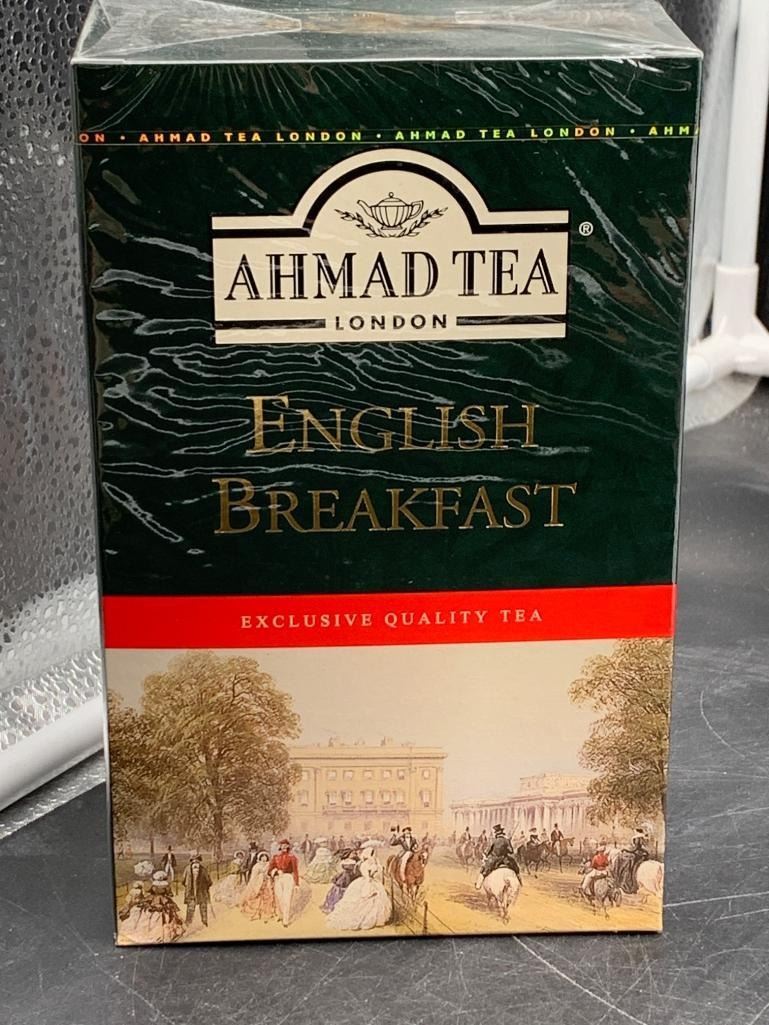 ON • AHMAD TEA LONDON • AHMAD TEA LONDON • AHM
AHMAD TEA ®
LONDON
ENGLISH
BREAKFAST
EXCLUSIVE QUALITY TEA